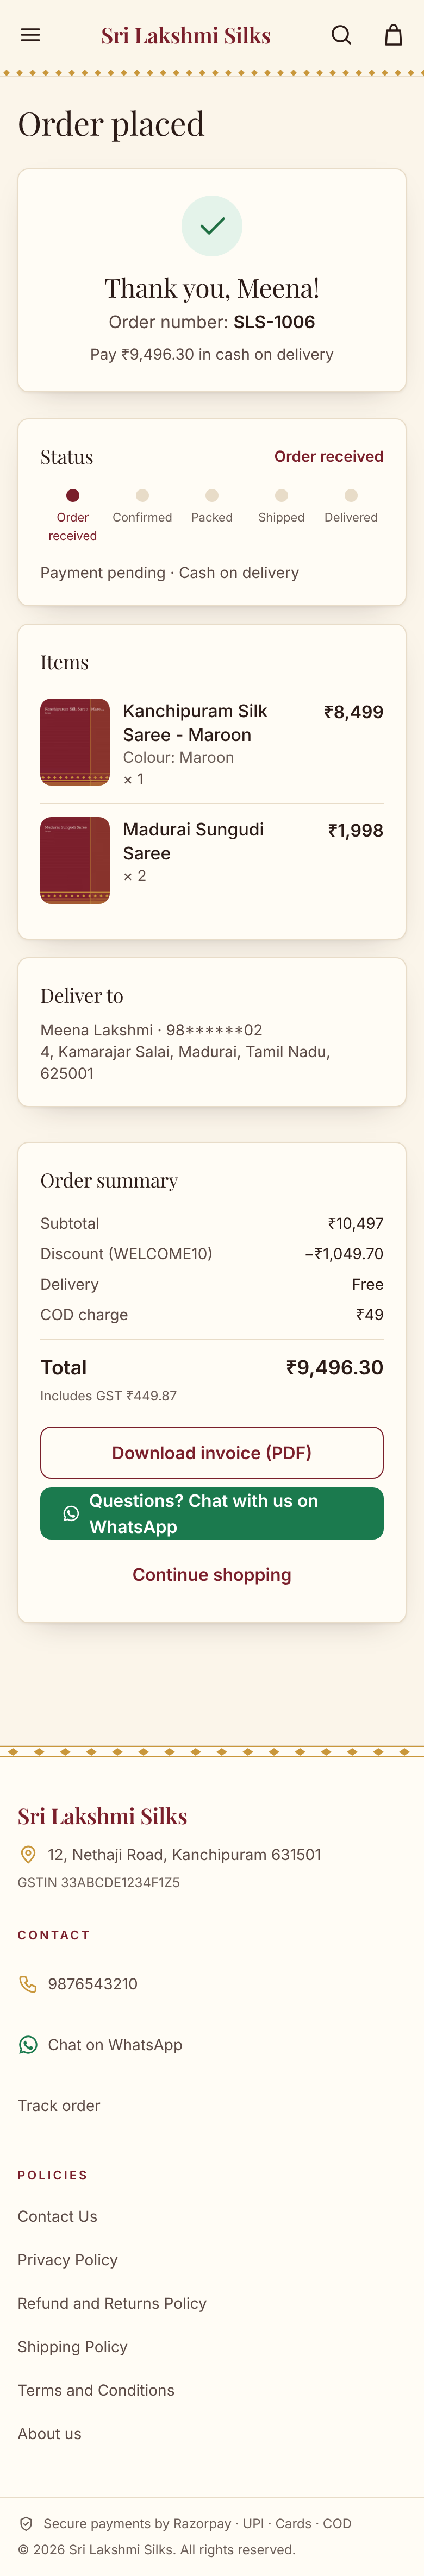 Sri Lakshmi Silks
Order placed
Thank you, Meena!
Order number: SLS-1006
Pay ₹9,496.30 in cash on delivery
Status
Order received
Order
received
Confirmed
Packed
Shipped
Delivered
Payment pending · Cash on delivery
Items
Kanchipuram Silk
Saree - Maroon
₹8,499
Colour: Maroon
× 1
Madurai Sungudi Saree
Madurai Sungudi
Saree
₹1,998
× 2
Deliver to
Meena Lakshmi · 98******02
4, Kamarajar Salai, Madurai, Tamil Nadu,
625001
Order summary
Subtotal ₹10,497
Discount (WELCOME10) −₹1,049.70
Delivery Free
COD charge ₹49
Total ₹9,496.30
Includes GST ₹449.87
Download invoice (PDF)
Questions? Chat with us on
WhatsApp
Continue shopping
Sri Lakshmi Silks
12, Nethaji Road, Kanchipuram 631501
GSTIN 33ABCDE1234F1Z5
CONTACT
9876543210
Chat on WhatsApp
Track order
POLICIES
Contact Us
Privacy Policy
Refund and Returns Policy
Shipping Policy
Terms and Conditions
About us
Secure payments by Razorpay · UPI · Cards · COD
© 2026 Sri Lakshmi Silks. All rights reserved.